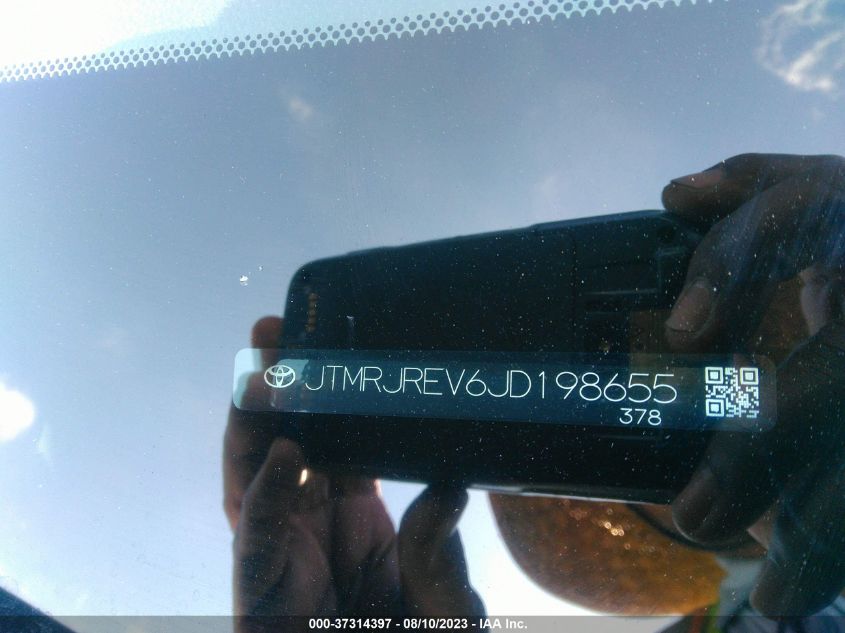 JTMRJREV6JD198655
378
000-37314397 - 08/10/2023 - IAA Inc.